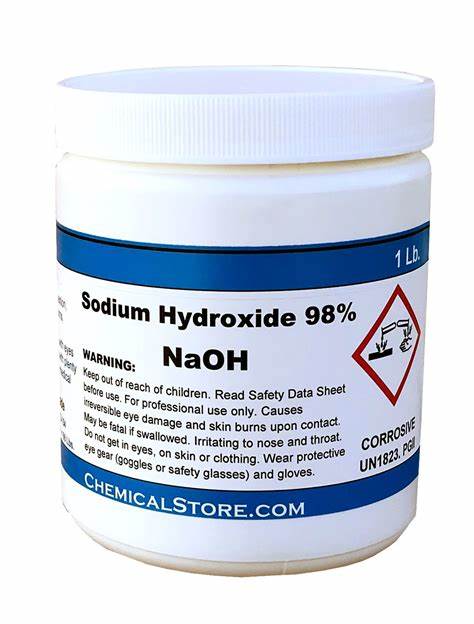 1 Lb.
Sodium Hydroxide 98%
NaOH
WARNING:
Keep out of reach of children. Read Safety Data Sheet
before use. For professional use only. Causes
irreversible eye damage and skin burns upon contact.
May be fatal if swallowed. Irritating to nose and throat.
Do not get in eyes, on skin or clothing. Wear protective
eye gear (goggles or safety glasses) and gloves.
CORROSIVE
UN1823. PGII
with eyes
plenty
CHEMICALSTORE.COM